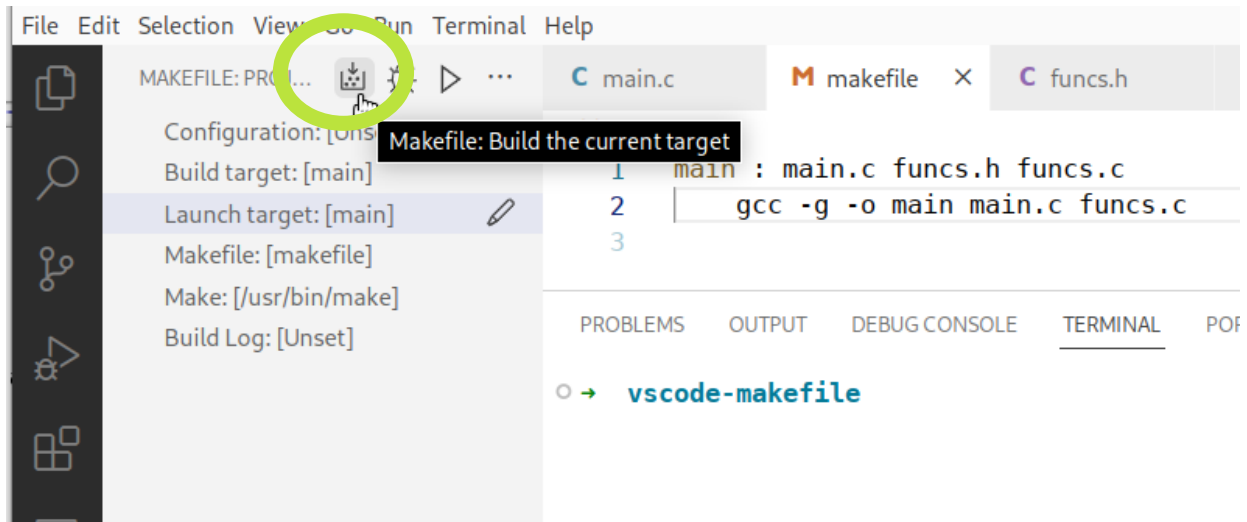 File Edit Selection View Go Run Terminal Help
MAKEFILE: PROJ... ···
C main.c M makefile × C funcs.h
Configuration: [Unse
Makefile: Build the current target
Build target: [main]
1 main : main.c funcs.h funcs.c
Launch target: [main]
2 gcc -g -o main main.c funcs.c
Makefile: [makefile]
3
Make: [/usr/bin/make]
Build Log: [Unset]
PROBLEMS OUTPUT DEBUG CONSOLE TERMINAL POR
→ vscode-makefile